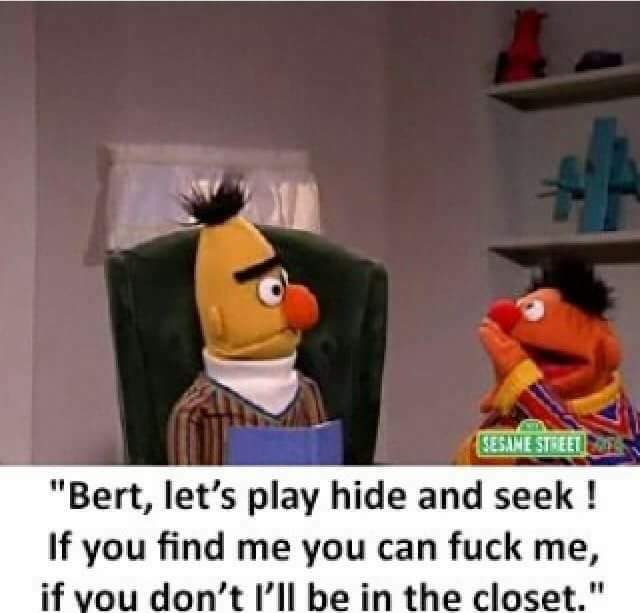 SESAME STREET
"Bert, let's play hide and seek !
If you find me you can fuck me,
if you don't I'll be in the closet."